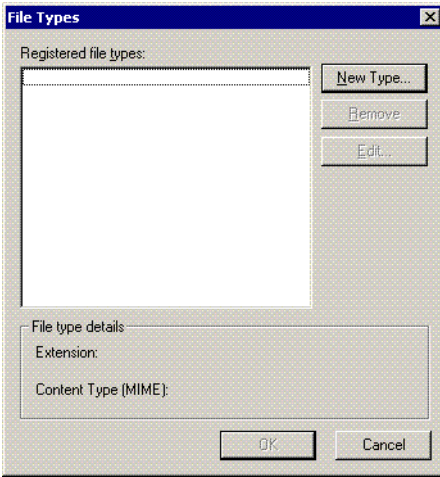 File Types
Registered file types:
New Type...
Remove
Edit...
File type details
Extension:
Content Type (MIME):
OK
Cancel